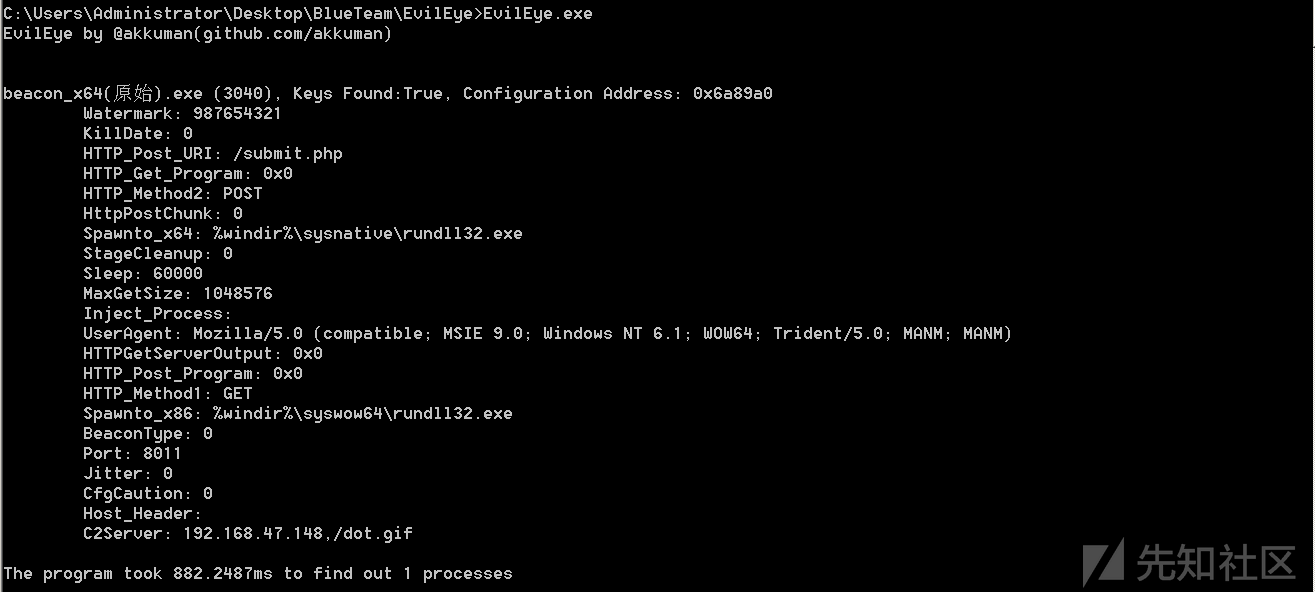 C:\Users\Administrator\Desktop\BlueTeam\EvilEye>EvilEye.exe
EvilEye by @akkuman(github.com/akkuman)
beacon_x64(原始).exe (3040), Keys Found:True, Configuration Address: 0x6a89a0
Watermark: 987654321
KillDate: 0
HTTP_Post_URI: /submit.php
HTTP_Get_Program: 0x0
HTTP_Method2: POST
HttpPostChunk: 0
Spawnto_x64: %windir%\sysnative\rundll32.exe
StageCleanup: 0
Sleep: 60000
MaxGetSize: 1048576
Inject_Process:
UserAgent: Mozilla/5.0 (compatible; MSIE 9.0; Windows NT 6.1; WOW64; Trident/5.0; MANM; MANM)
HTTPGetServerOutput: 0x0
HTTP_Post_Program: 0x0
HTTP_Method1: GET
Spawnto_x86: %windir%\syswow64\rundll32.exe
BeaconType: 0
Port: 8011
Jitter: 0
CfgCaution: 0
Host_Header:
C2Server: 192.168.47.148,/dot.gif
The program took 882.2487ms to find out 1 processes
先知社区